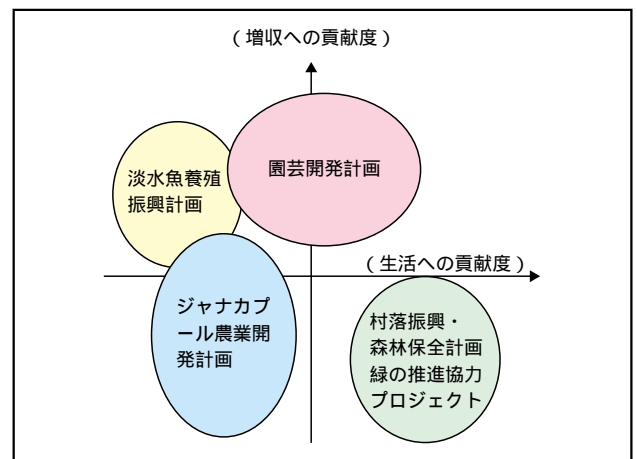 (増収への貢献度)
園芸開発計画
淡水魚養殖
振興計画
(生活への貢献度)
ジャナカプ
ール農業開
発計画
村落振興・
森林保全計画
緑の推進協力
プロジェクト